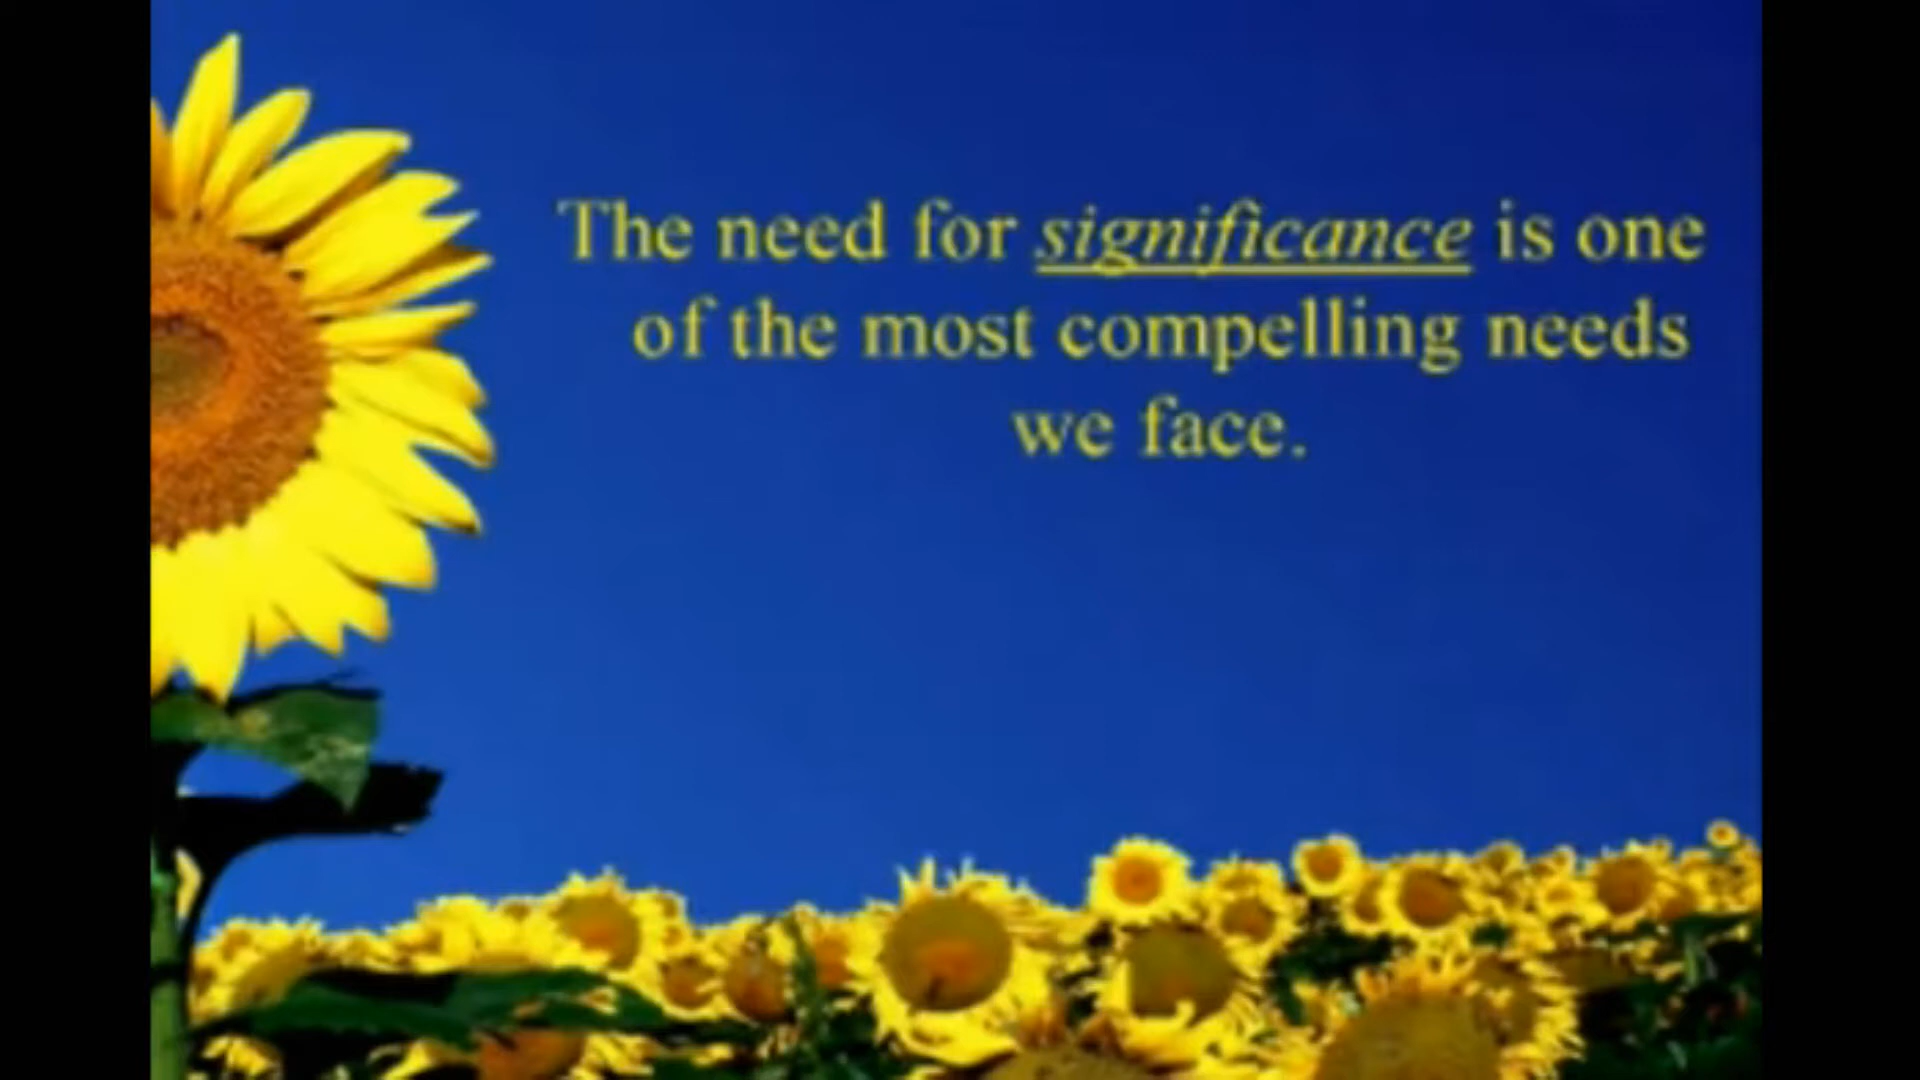 The need for significance is one
of the most compelling needs
we face.